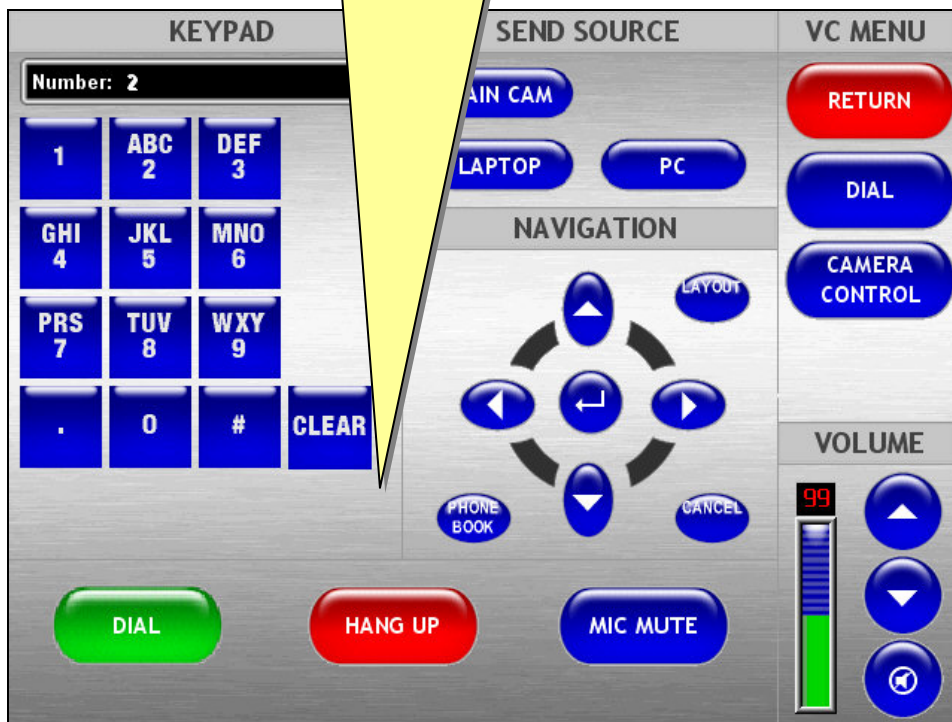 KEYPAD
Number: 2
1
ABC
2
DEF
3
GHI
4
JKL
5
MNO
6
PRS
7
TUV
8
WXY
9
.
0
#
CLEAR
SEND SOURCE
AIN CAM
LAPTOP
PC
NAVIGATION
LAYOUT
PHONE
BOOK
CANCEL
VC MENU
RETURN
DIAL
CAMERA
CONTROL
VOLUME
99
DIAL
HANG UP
MIC MUTE